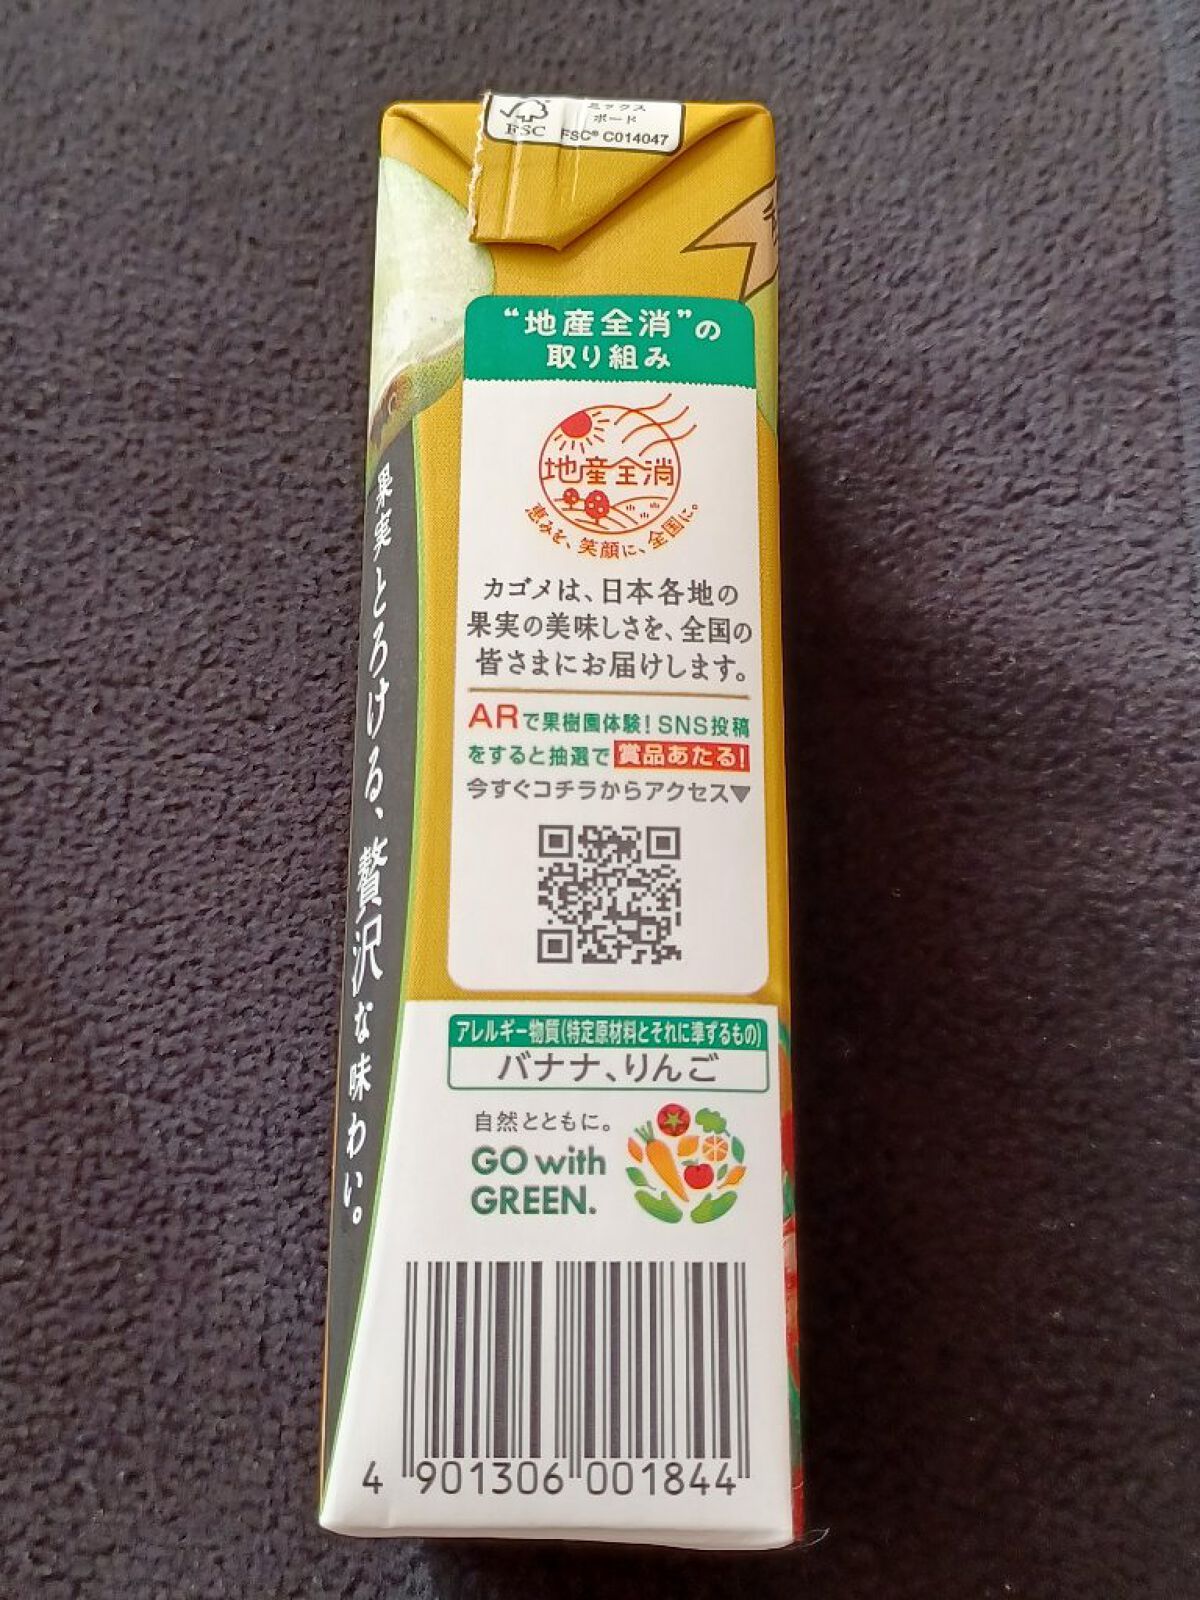 FSC
ミックス
ボード
FSC® C014047
“地産全消”の
取り組み
地産全消
恵みを、笑顔に、全国に。
カゴメは、日本各地の
果実の美味しさを、全国の
皆さまにお届けします。
ARで果樹園体験!SNS投稿
をすると抽選で賞品あたる!
今すぐコチラからアクセス▼
果実とろける、贅沢な味わい。
アレルギー物質(特定原材料とそれに準ずるもの)
バナナ、りんご
自然とともに。
GO with
GREEN.
4 901306 001844